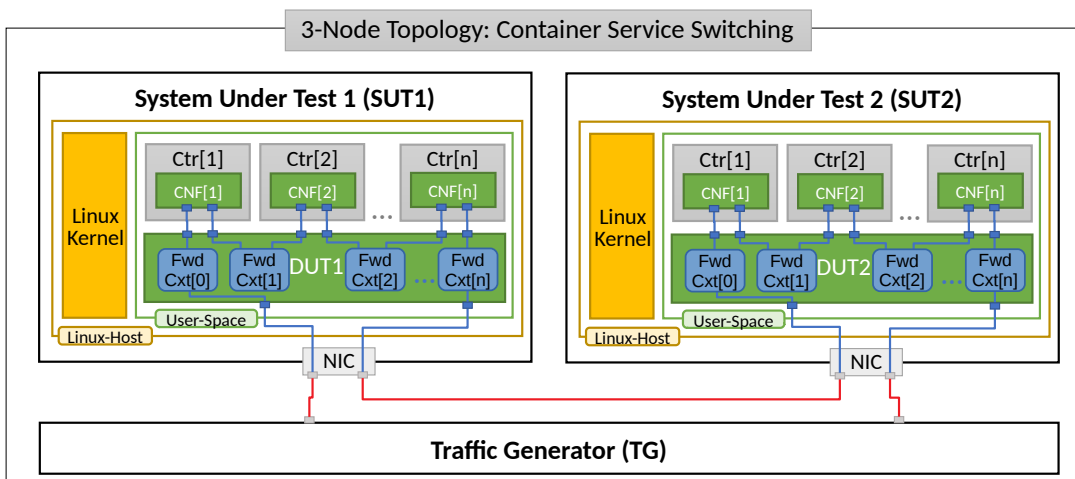 3-Node Topology: Container Service Switching
System Under Test 1 (SUT1)
Linux
Kernel
Ctr[1]
CNF[1]
Ctr[2]
CNF[2]
...
Ctr[n]
CNF[n]
DUT1
Fwd
Cxt[0]
Fwd
Cxt[1]
Fwd
Cxt[2]
...
Fwd
Cxt[n]
User-Space
Linux-Host
NIC
System Under Test 2 (SUT2)
Linux
Kernel
Ctr[1]
CNF[1]
Ctr[2]
CNF[2]
...
Ctr[n]
CNF[n]
DUT2
Fwd
Cxt[0]
Fwd
Cxt[1]
Fwd
Cxt[2]
...
Fwd
Cxt[n]
User-Space
Linux-Host
NIC
Traffic Generator (TG)